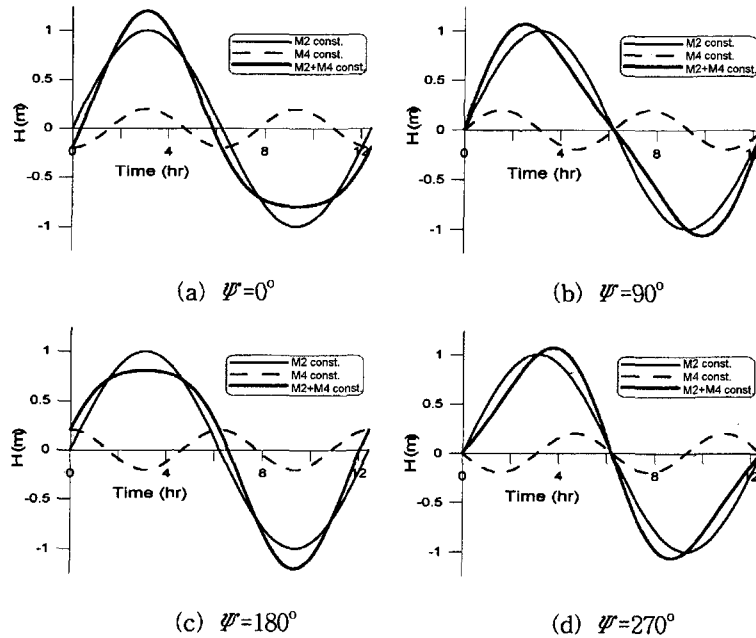 M2 const.
M4 const.
M2+M4 const.
H (m)
1
0.5
0
-0.5
-1
0
4
8
12
Time (hr)
(a) Ψ=0°
M2 const.
M4 const.
M2+M4 const.
H (m)
1
0.5
0
-0.5
-1
0
4
8
Time (hr)
(b) Ψ=90°
M2 const.
M4 const.
M2+M4 const.
H (m)
1
0.5
0
-0.5
-1
0
4
8
12
Time (hr)
(c) Ψ=180°
M2 const.
M4 const.
M2+M4 const.
H (m)
1
0.5
0
-0.5
-1
0
4
8
Time (hr)
(d) Ψ=270°